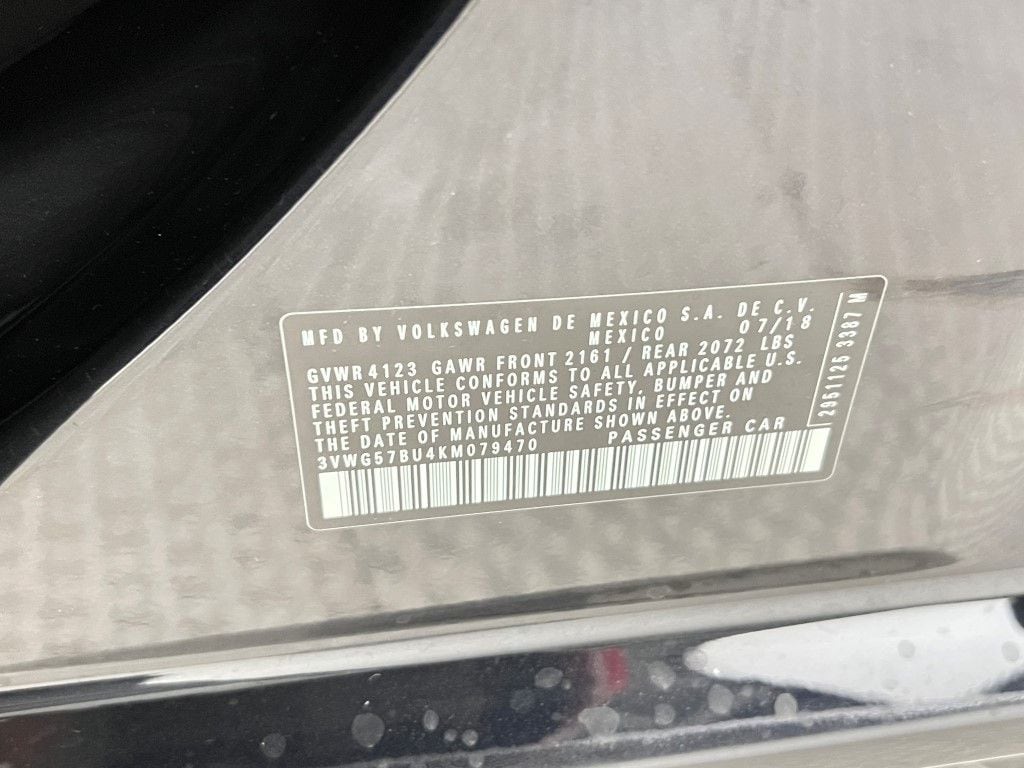 MFD BY VOLKSWAGEN DE MEXICO S.A. DE C.V.
MEXICO 07/18
GVWR 4123 GAWR FRONT 2161 / REAR 2072 LBS
THIS VEHICLE CONFORMS TO ALL APPLICABLE U.S.
FEDERAL MOTOR VEHICLE SAFETY, BUMPER AND
THEFT PREVENTION STANDARDS IN EFFECT ON
THE DATE OF MANUFACTURE SHOWN ABOVE.
3VWG57BU4KM079470 PASSENGER CAR
2951126 3387 M